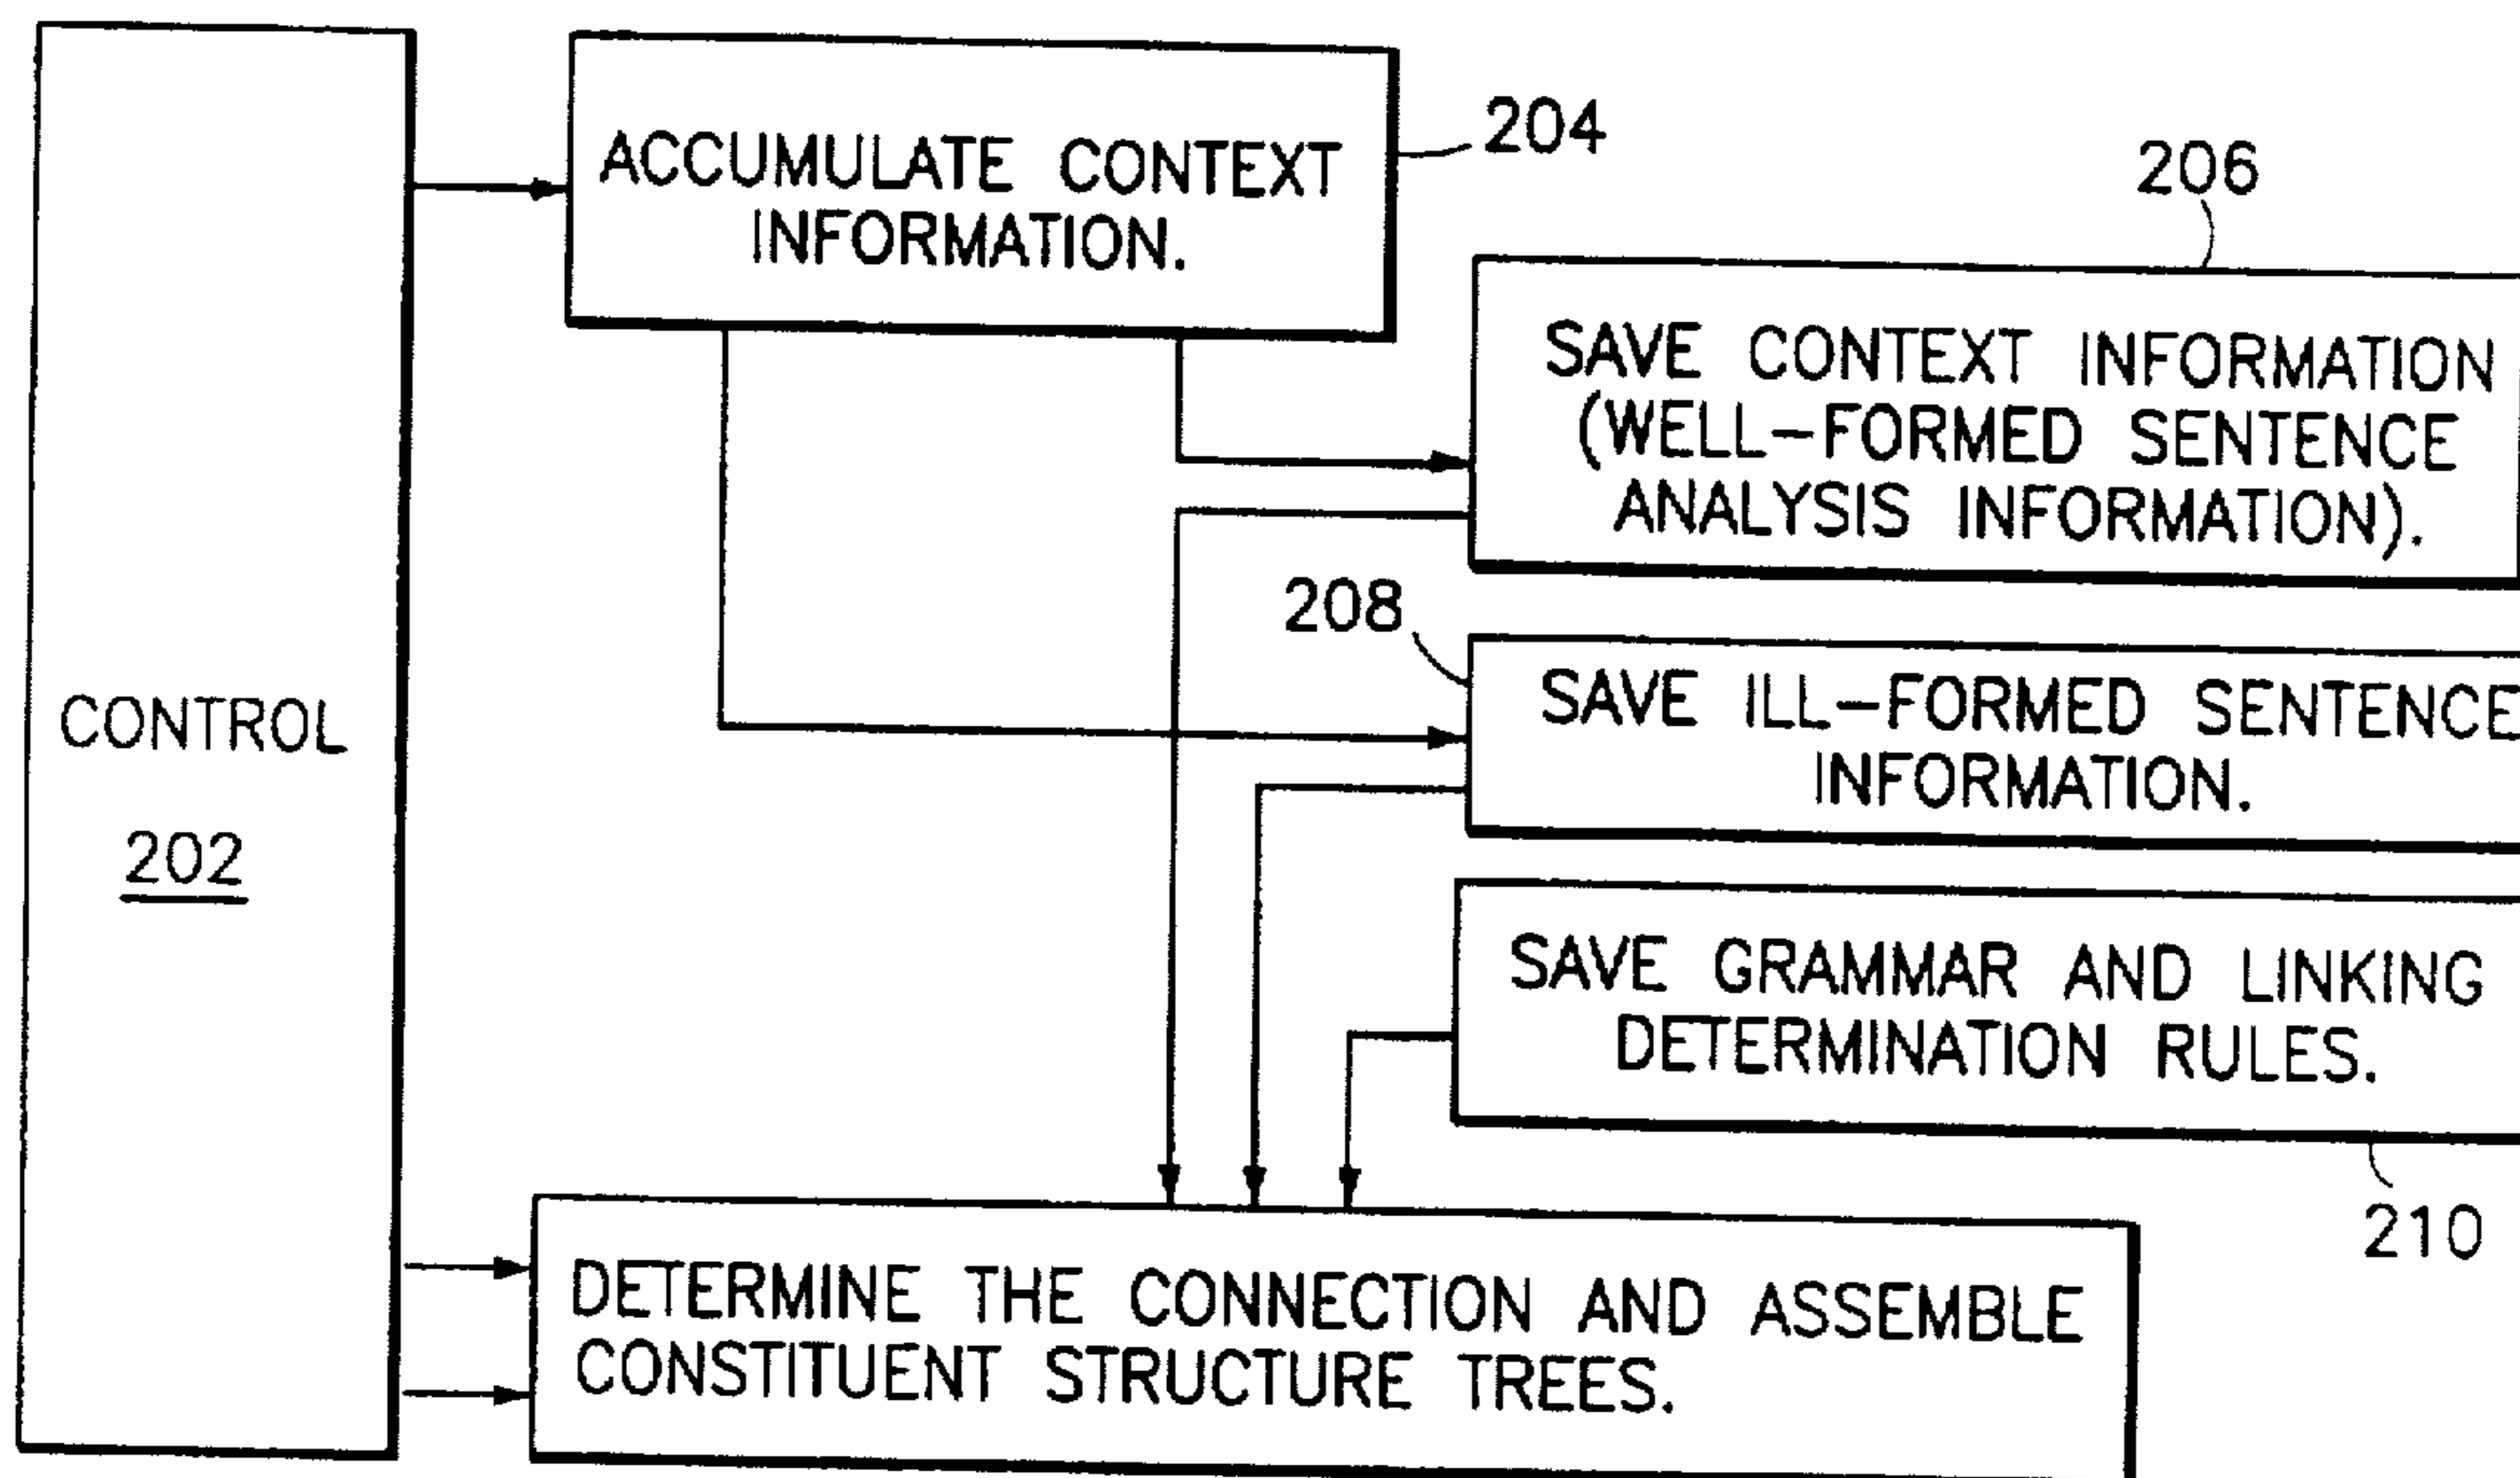 ACCUMULATE CONTEXT
INFORMATION.
204
206
SAVE CONTEXT INFORMATION
(WELL-FORMED SENTENCE
ANALYSIS INFORMATION).
208
SAVE ILL-FORMED SENTENCE
INFORMATION.
CONTROL
202
SAVE GRAMMAR AND LINKING
DETERMINATION RULES.
210
DETERMINE THE CONNECTION AND ASSEMBLE
CONSTITUENT STRUCTURE TREES.